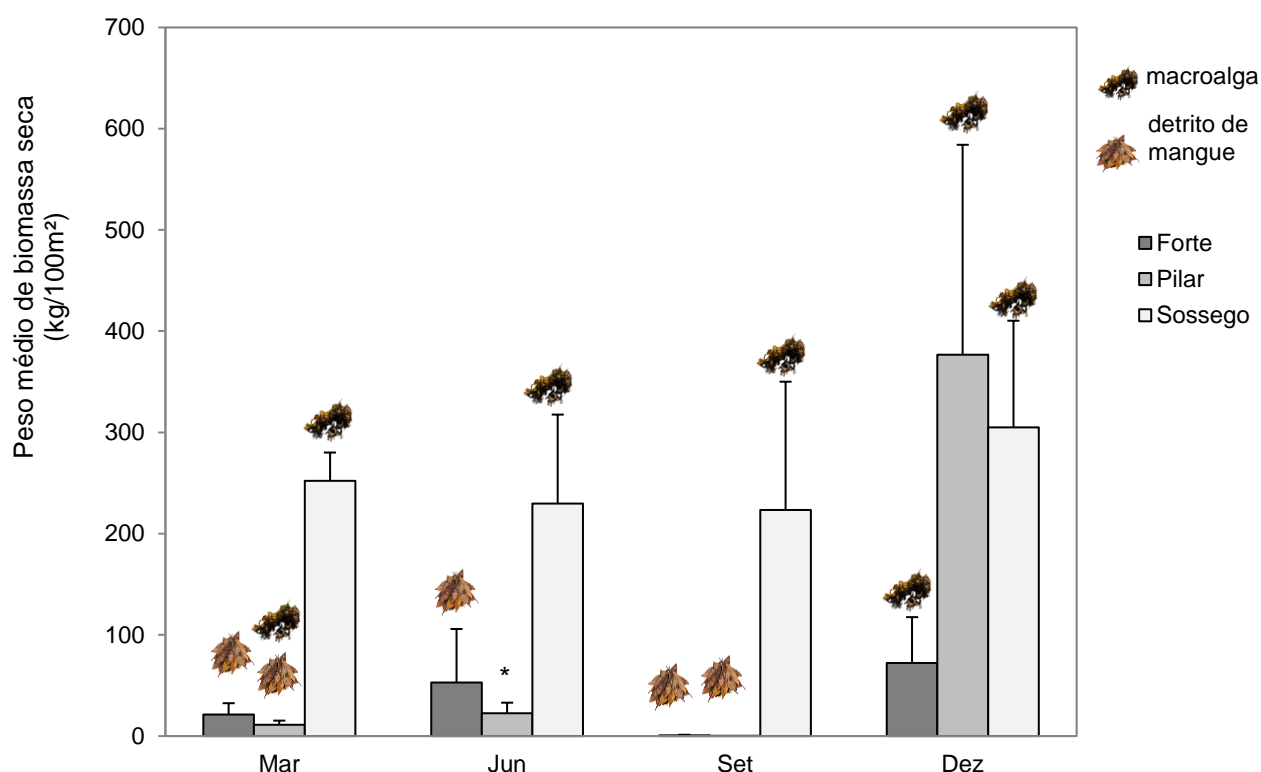 Peso médio de biomassa seca
(kg/100m²)
700
600
500
400
300
200
100
0
*
Mar
Jun
Set
Dez
macroalga
detrito de
mangue
Forte
Pilar
Sossego